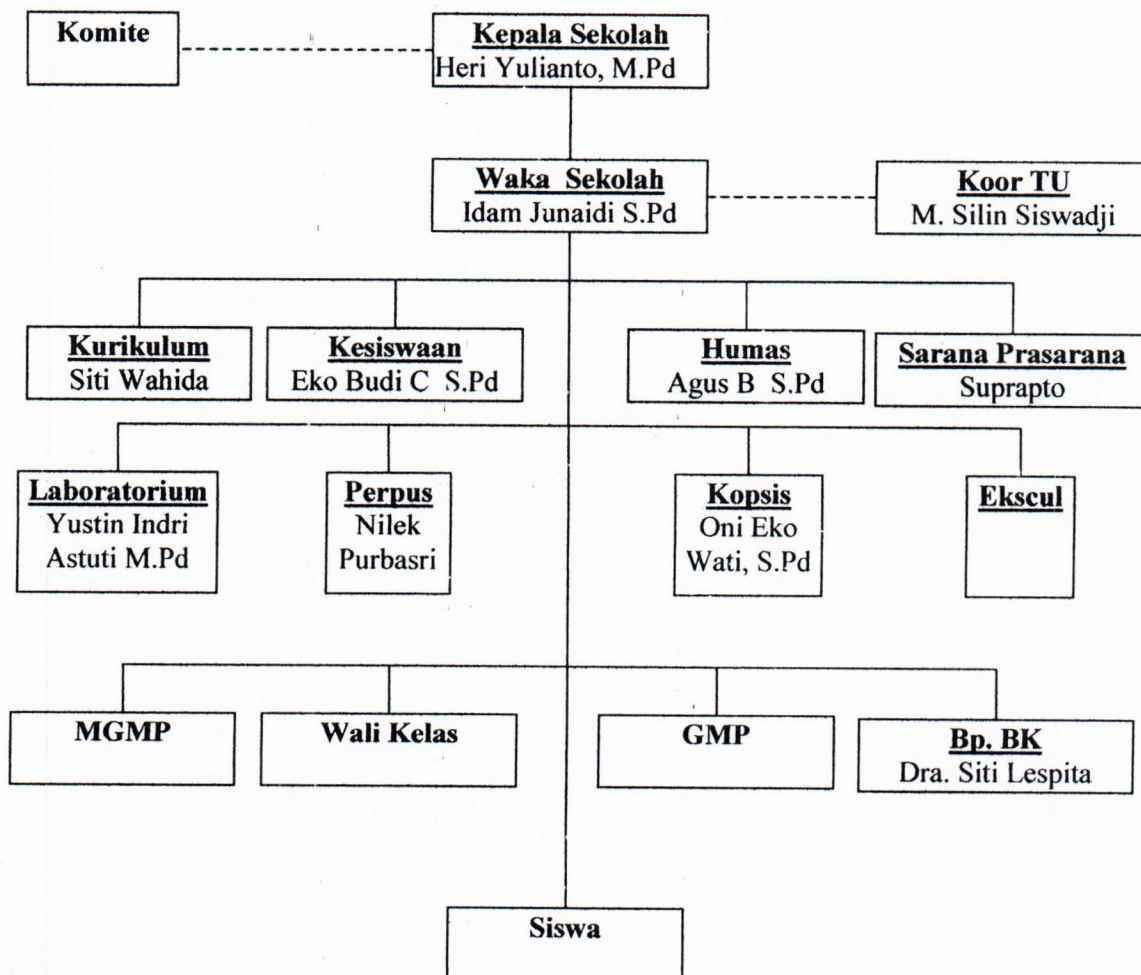 Komite
Kepala Sekolah
Heri Yulianto, M.Pd
Waka Sekolah
Idam Junaidi S.Pd
Koor TU
M. Silin Siswadji
Kurikulum
Siti Wahida
Kesiswaan
Eko Budi C S.Pd
Humas
Agus B S.Pd
Sarana Prasarana
Suprapto
Laboratorium
Yustin Indri
Astuti M.Pd
Perpus
Nilek
Purbasri
Kopsis
Oni Eko
Wati, S.Pd
Ekscul
MGMP
Wali Kelas
GMP
Bp. BK
Dra. Siti Lespita
Siswa